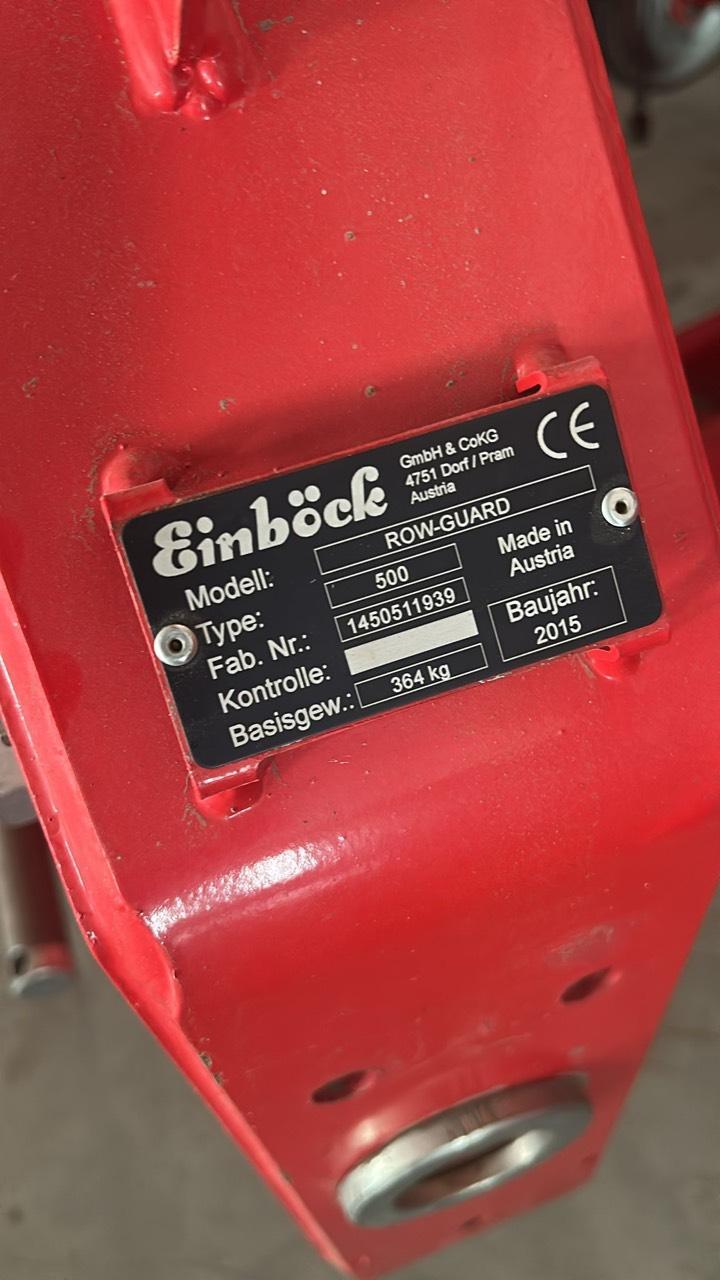 Einböck
GmbH & CoKG
4751 Dorf / Pram
Austria
CE
Modell: ROW-GUARD
Type: 500
Fab. Nr.: 1450511939
Kontrolle:
Basisgew.: 364 kg
Made in
Austria
Baujahr:
2015